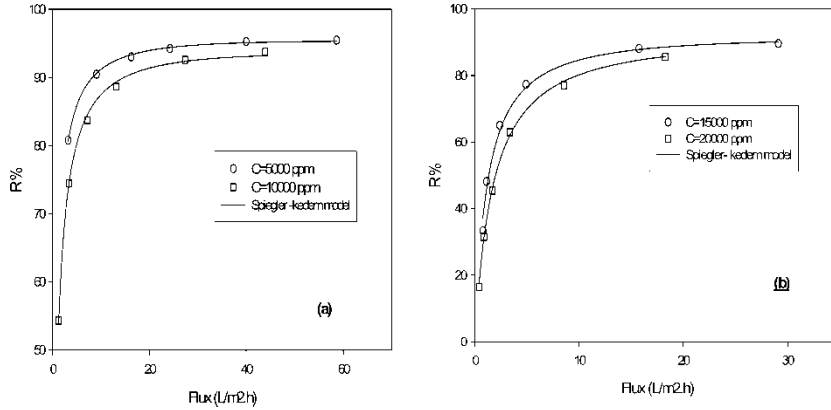 100
90
80
70
60
50
R%
0
20
40
60
Flux (L/m2.h)
C=5000 ppm
C=10000 ppm
Spiegler-kedem model
(a)
100
80
60
40
20
0
R%
0
10
20
30
Flux (L/m2.h)
C=15000 ppm
C=20000 ppm
Spiegler-kedem model
(b)